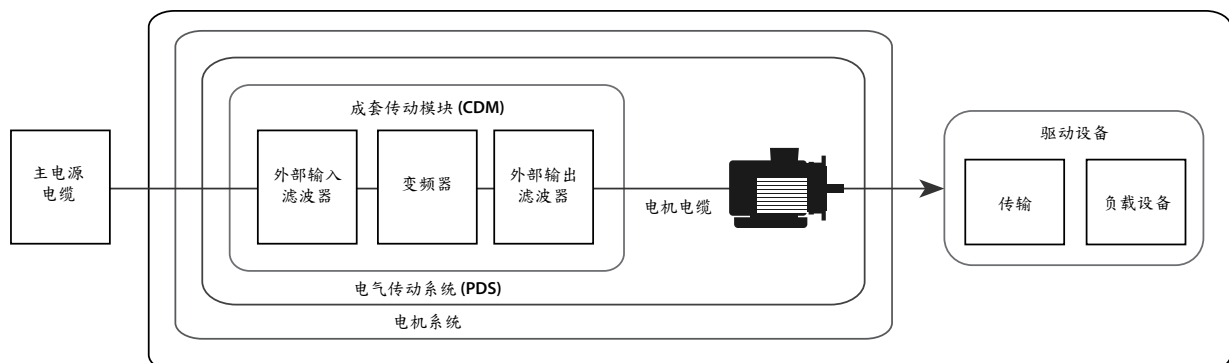 成套传动模块 (CDM)
主电源
电缆
外部输入
滤波器
变频器
外部输出
滤波器
电机电缆
驱动设备
传输
负载设备
电气传动系统 (PDS)
电机系统